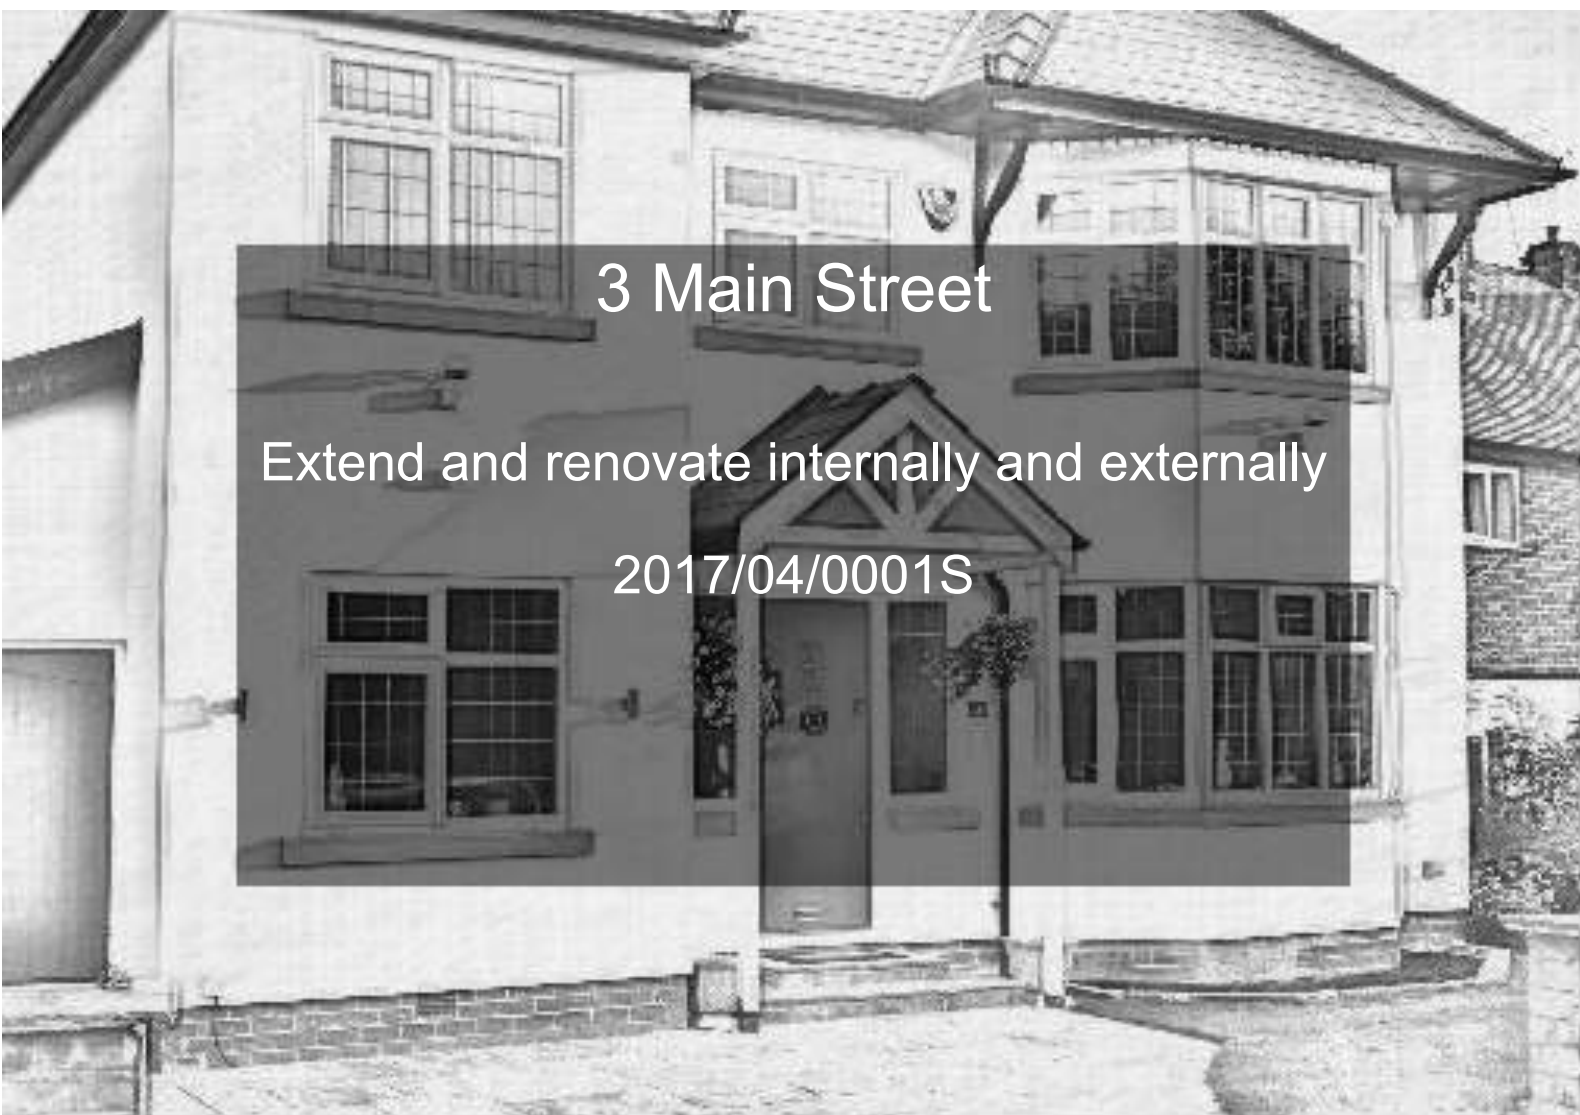 3 Main Street
Extend and renovate internally and externally
2017/04/0001S